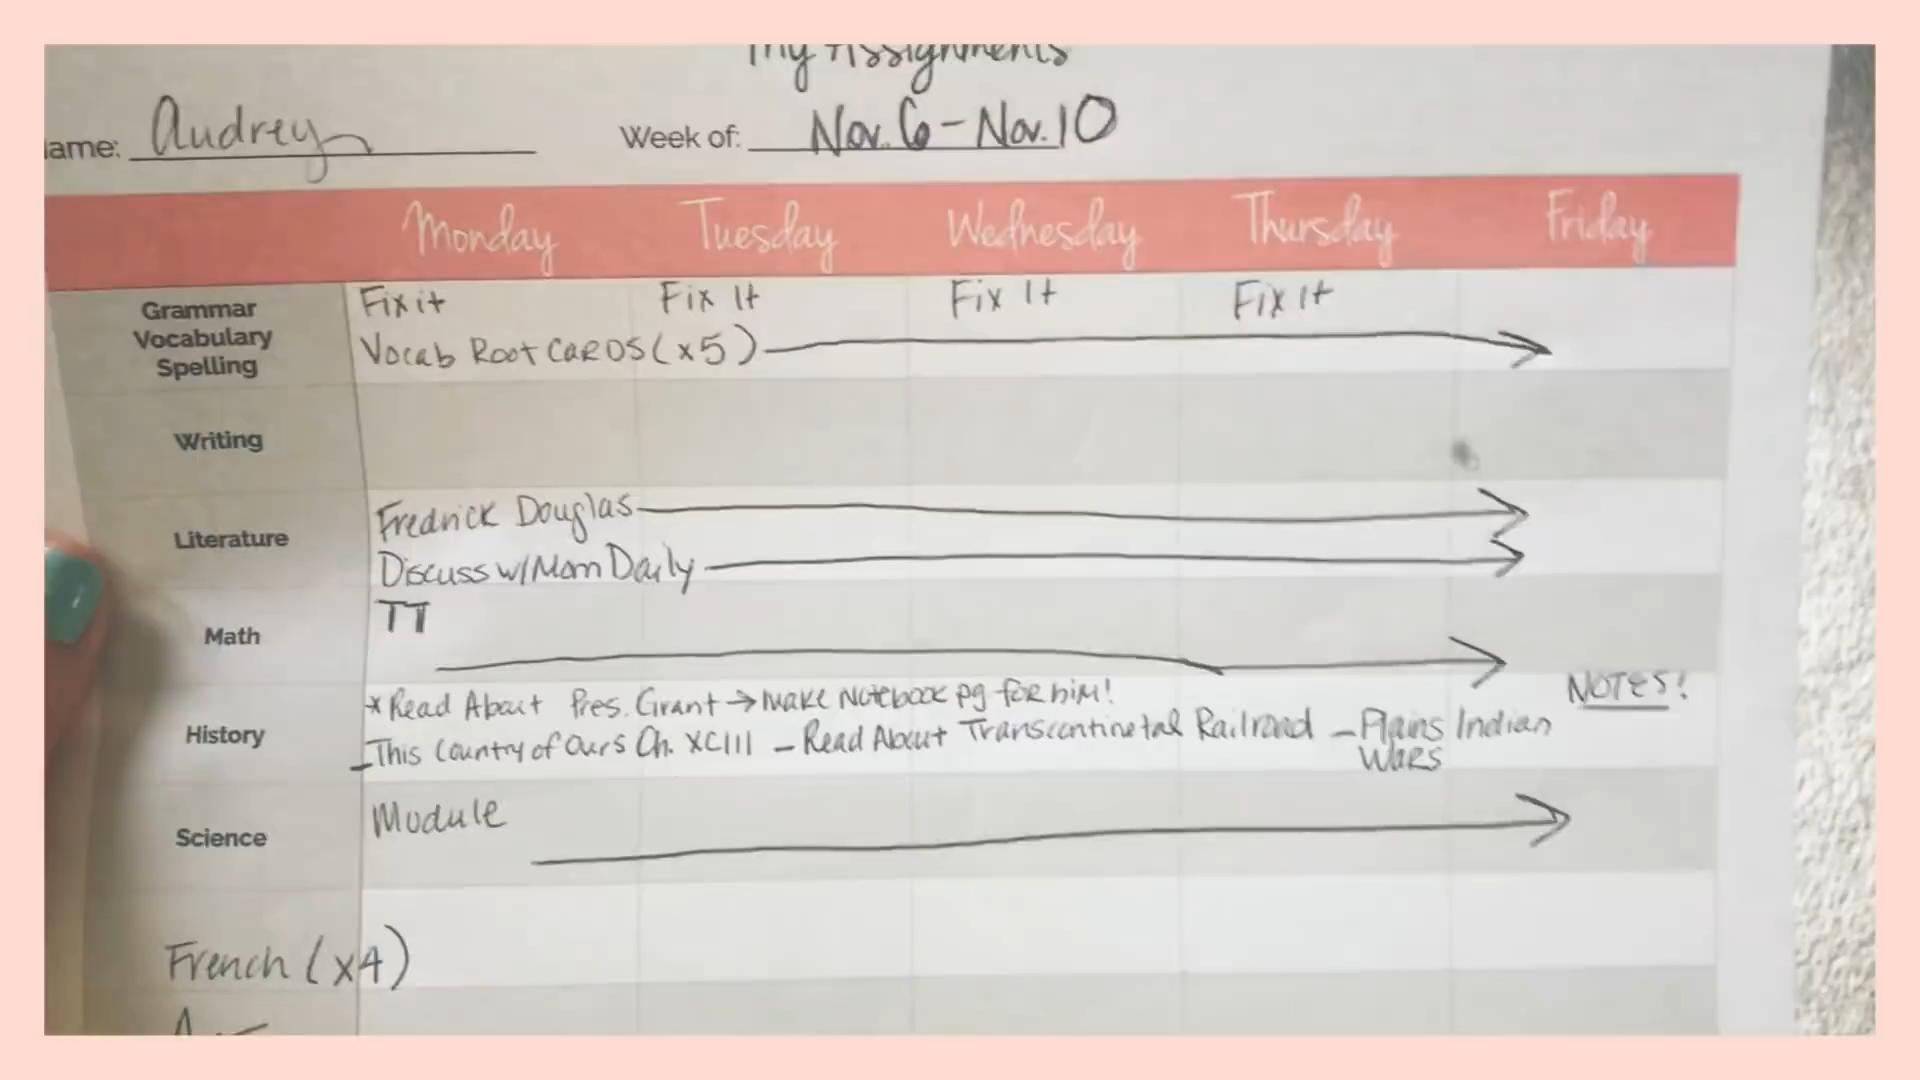 My Assignments
ame: Audrey Week of: Nov. 6 - Nov. 10
Monday Tuesday Wednesday Thursday Friday
Grammar Vocabulary Spelling
Fix it Fix It Fix It Fix It
Vocab Root Cards (x5)
Writing
Literature
Fredrick Douglas
Discuss w/Mom Daily
Math
TT
History
* Read About Pres. Grant → Make Notebook pg for him! NOTES!
- This Country of Ours Ch. XCIII - Read About Transcontinetal Railroad - Plains Indian
Wars
Science
Module
French (x4)